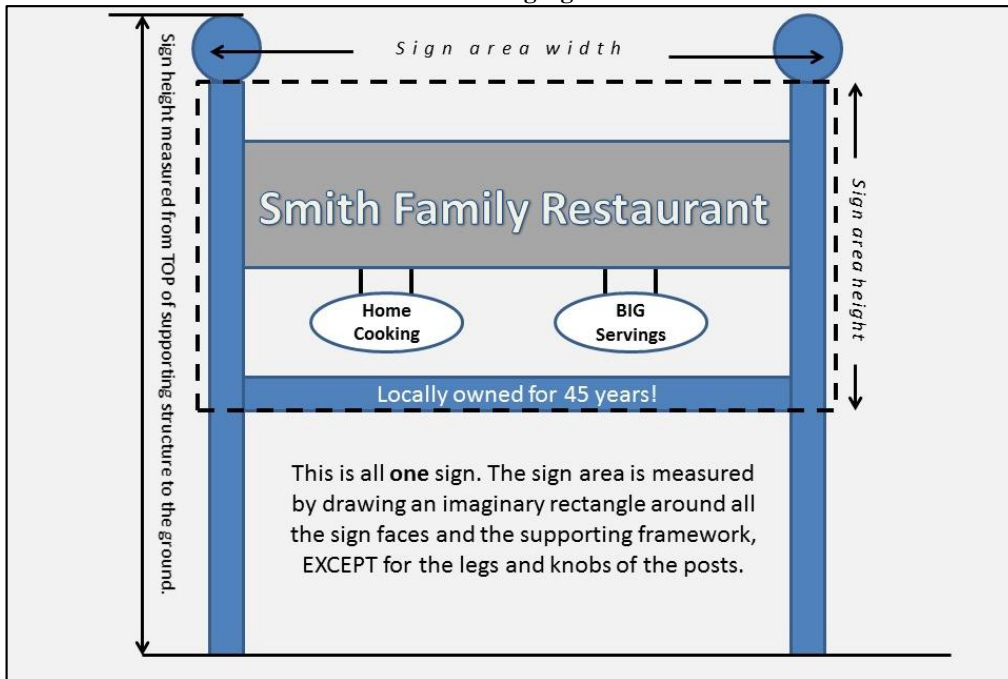 Sign area width
Sign height measured from TOP of supporting structure to the ground.
Smith Family Restaurant
Sign area height
Home
Cooking
BIG
Servings
Locally owned for 45 years!
This is all one sign. The sign area is measured
by drawing an imaginary rectangle around all
the sign faces and the supporting framework,
EXCEPT for the legs and knobs of the posts.